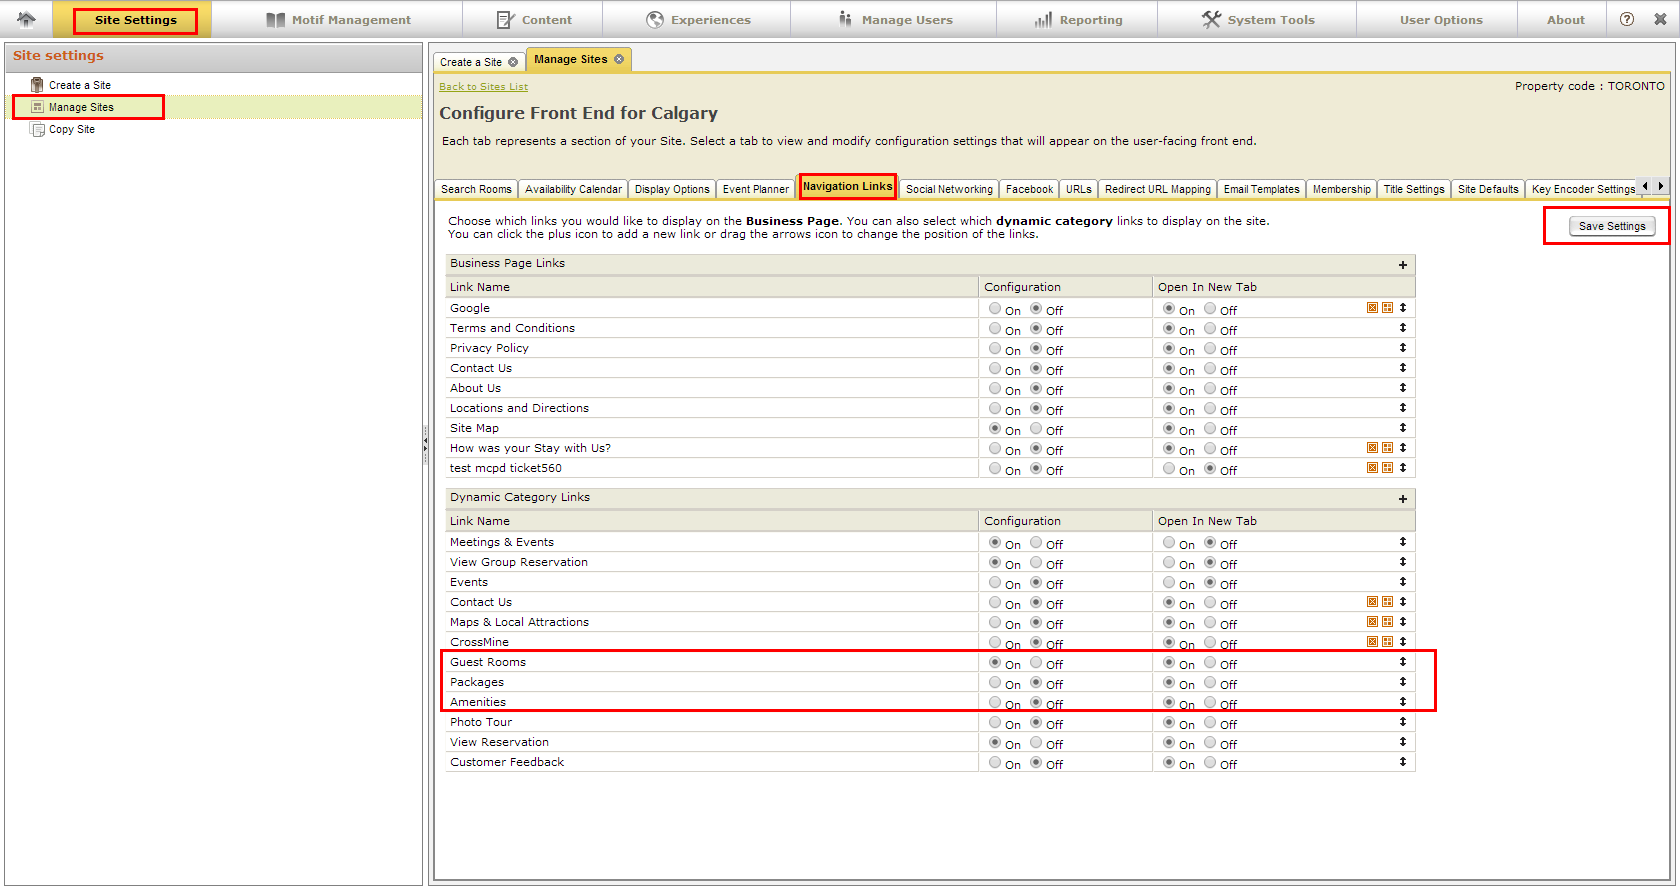 Site Settings Motif Management Content Experiences Manage Users Reporting System Tools User Options About ?
Site settings
Create a Site
Manage Sites
Copy Site
Create a Site Manage Sites
Back to Sites List Property code : TORONTO
Configure Front End for Calgary
Each tab represents a section of your Site. Select a tab to view and modify configuration settings that will appear on the user-facing front end.
Search Rooms Availability Calendar Display Options Event Planner Navigation Links Social Networking Facebook URLs Redirect URL Mapping Email Templates Membership Title Settings Site Defaults Key Encoder Settings
Choose which links you would like to display on the Business Page. You can also select which dynamic category links to display on the site.
You can click the plus icon to add a new link or drag the arrows icon to change the position of the links.
Save Settings
Business Page Links +
Link Name Configuration Open In New Tab
Google On Off On Off
Terms and Conditions On Off On Off
Privacy Policy On Off On Off
Contact Us On Off On Off
About Us On Off On Off
Locations and Directions On Off On Off
Site Map On Off On Off
How was your Stay with Us? On Off On Off
test mcpd ticket560 On Off On Off
Dynamic Category Links +
Link Name Configuration Open In New Tab
Meetings & Events On Off On Off
View Group Reservation On Off On Off
Events On Off On Off
Contact Us On Off On Off
Maps & Local Attractions On Off On Off
CrossMine On Off On Off
Guest Rooms On Off On Off
Packages On Off On Off
Amenities On Off On Off
Photo Tour On Off On Off
View Reservation On Off On Off
Customer Feedback On Off On Off